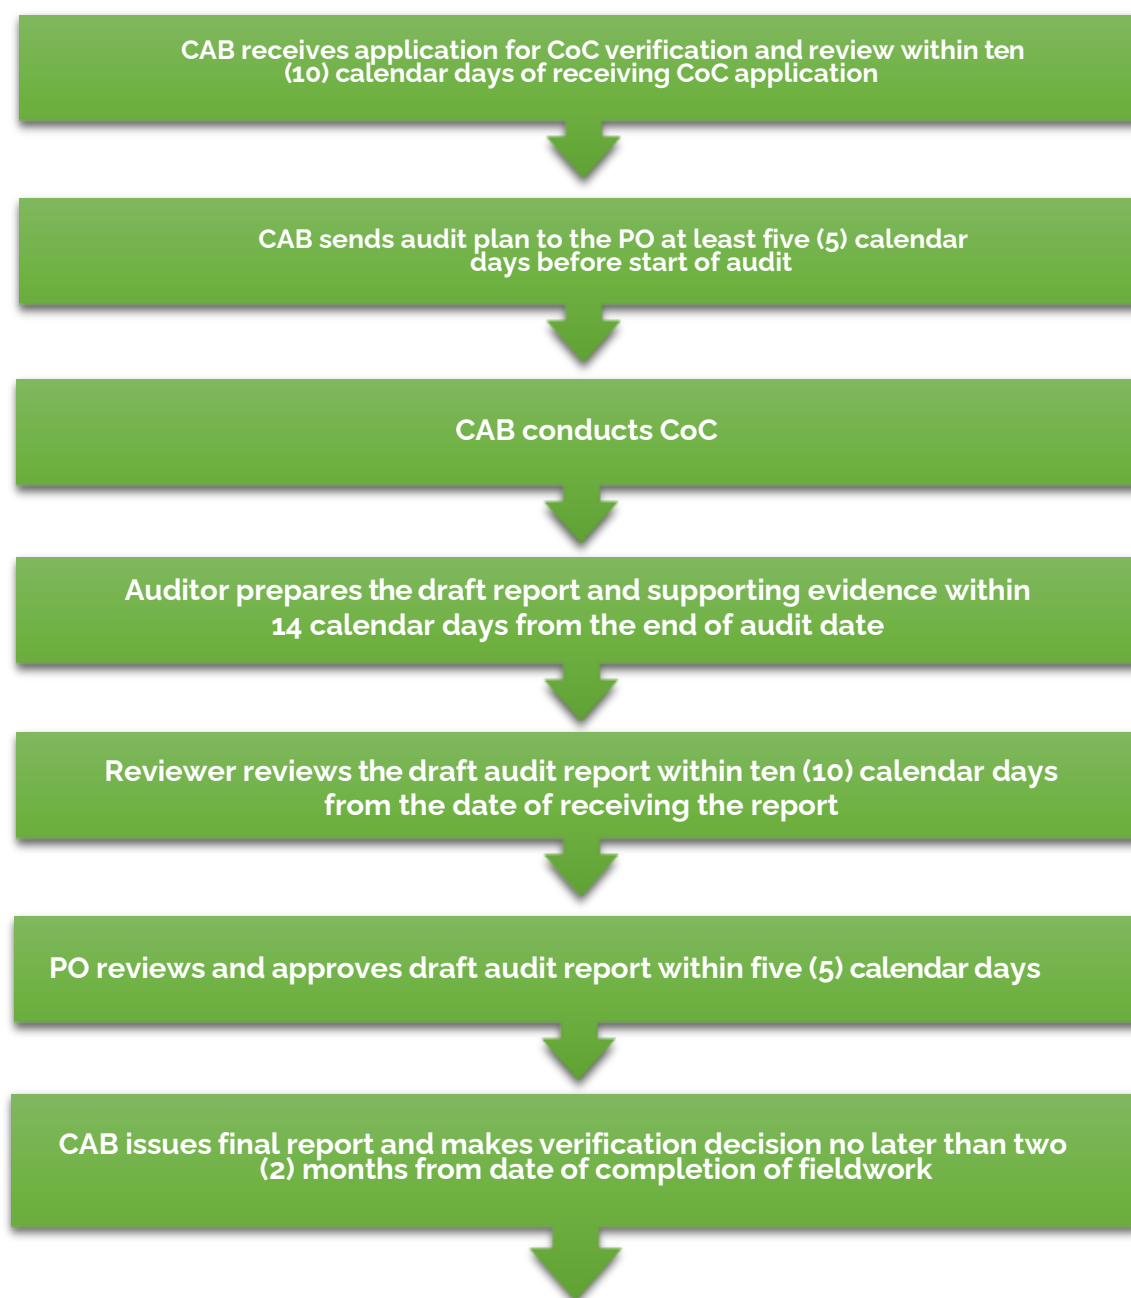 CAB receives application for CoC verification and review within ten
(10) calendar days of receiving CoC application
CAB sends audit plan to the PO at least five (5) calendar
days before start of audit
CAB conducts CoC
Auditor prepares the draft report and supporting evidence within
14 calendar days from the end of audit date
Reviewer reviews the draft audit report within ten (10) calendar days
from the date of receiving the report
PO reviews and approves draft audit report within five (5) calendar days
CAB issues final report and makes verification decision no later than two
(2) months from date of completion of fieldwork